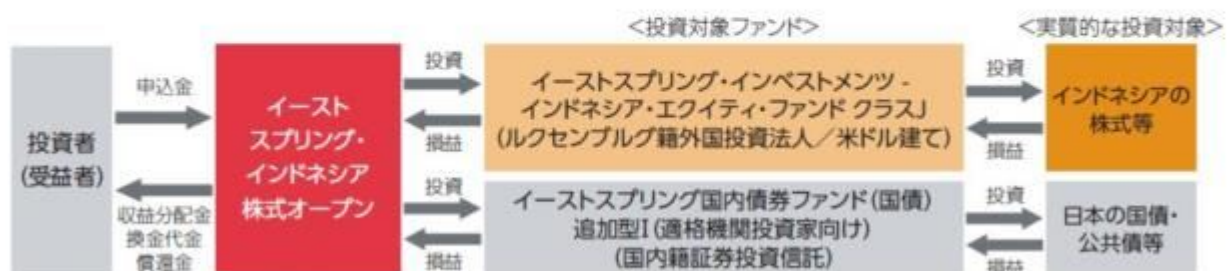 <投資対象ファンド>
<実質的な投資対象>
投資者
(受益者)
申込金
収益分配金
換金代金
償還金
イースト
スプリング・
インドネシア
株式オープン
投資
損益
イーストスプリング・インベストメンツ -
インドネシア・エクイティ・ファンド クラスJ
(ルクセンブルグ籍外国投資法人/米ドル建て)
投資
損益
インドネシアの
株式等
投資
損益
イーストスプリング国内債券ファンド(国債)
追加型I(適格機関投資家向け)
(国内籍証券投資信託)
投資
損益
日本の国債・
公共債等